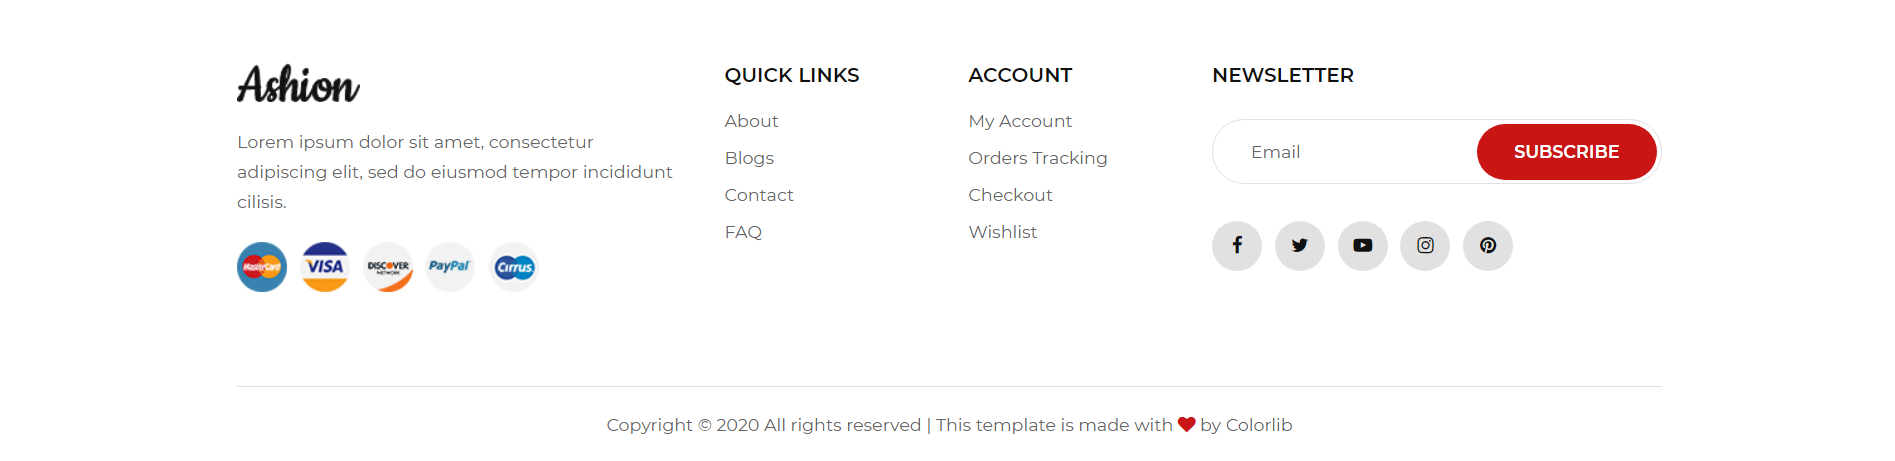 Ashion
Lorem ipsum dolor sit amet, consectetur
adipiscing elit, sed do eiusmod tempor incididunt
cilisis.
MasterCard
VISA
DISCOVER
NETWORK
PayPal
Cirrus
QUICK LINKS
About
Blogs
Contact
FAQ
ACCOUNT
My Account
Orders Tracking
Checkout
Wishlist
NEWSLETTER
Email
SUBSCRIBE
Copyright © 2020 All rights reserved | This template is made with ❤ by Colorlib